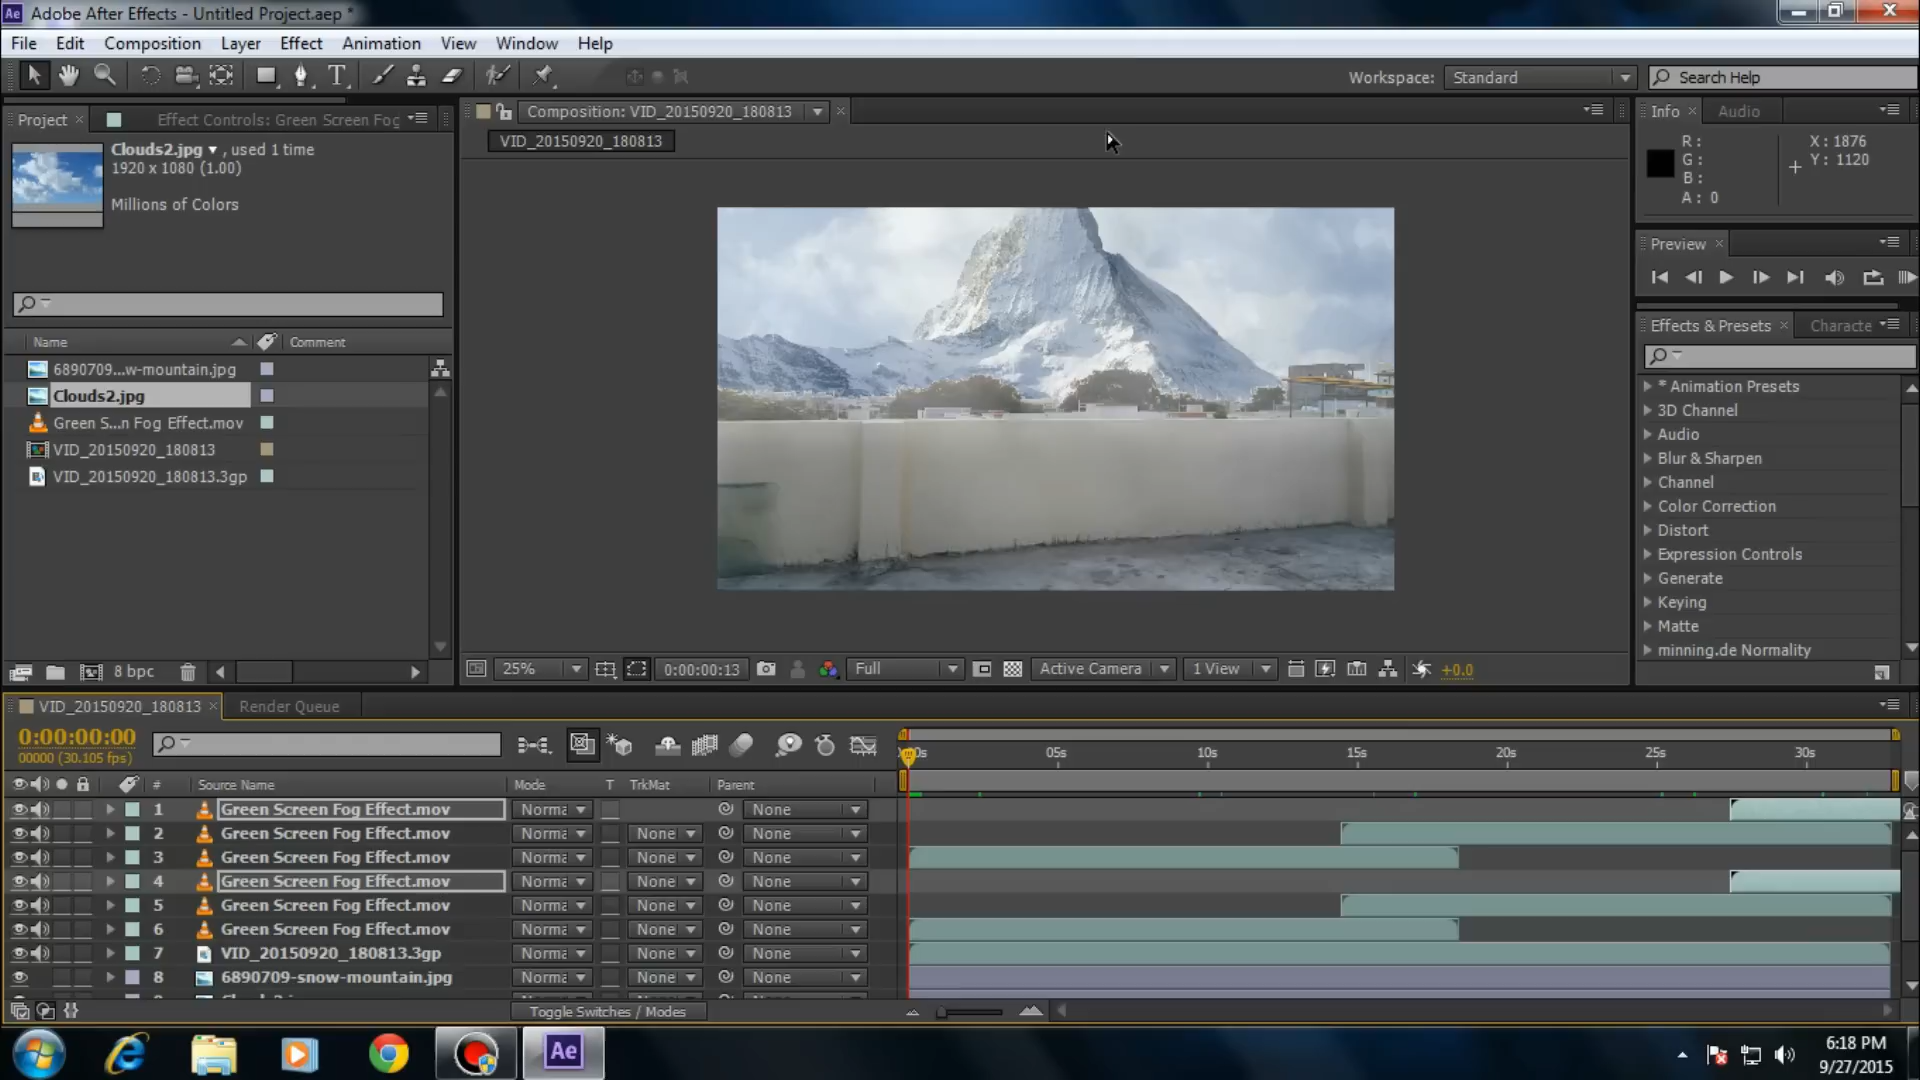 Ae Adobe After Effects - Untitled Project.aep *
File Edit Composition Layer Effect Animation View Window Help
T Workspace: Standard Search Help
Project × Effect Controls: Green Screen Fog
Composition: VID_20150920_180813 ×
VID_20150920_180813
Info × Audio
R:
G:
B:
A: 0
X: 1876
Y: 1120
Clouds2.jpg ▼ , used 1 time
1920 x 1080 (1.00)
Millions of Colors
Preview ×
Effects & Presets × Characte
Name Comment
6890709...w-mountain.jpg
Clouds2.jpg
Green S...n Fog Effect.mov
VID_20150920_180813
VID_20150920_180813.3gp
* Animation Presets
3D Channel
Audio
Blur & Sharpen
Channel
Color Correction
Distort
Expression Controls
Generate
Keying
Matte
minning.de Normality
8 bpc
25% 0:00:00:13 Full Active Camera 1 View +0.0
VID_20150920_180813 × Render Queue
0:00:00:00
00000 (30.105 fps)
05s 10s 15s 20s 25s 30s
# Source Name Mode T TrkMat Parent
1 Green Screen Fog Effect.mov Norma None
2 Green Screen Fog Effect.mov Norma None None
3 Green Screen Fog Effect.mov Norma None None
4 Green Screen Fog Effect.mov Norma None None
5 Green Screen Fog Effect.mov Norma None None
6 Green Screen Fog Effect.mov Norma None None
7 VID_20150920_180813.3gp Norma None None
8 6890709-snow-mountain.jpg Norma None None
Toggle Switches / Modes
Ae
6:18 PM
9/27/2015